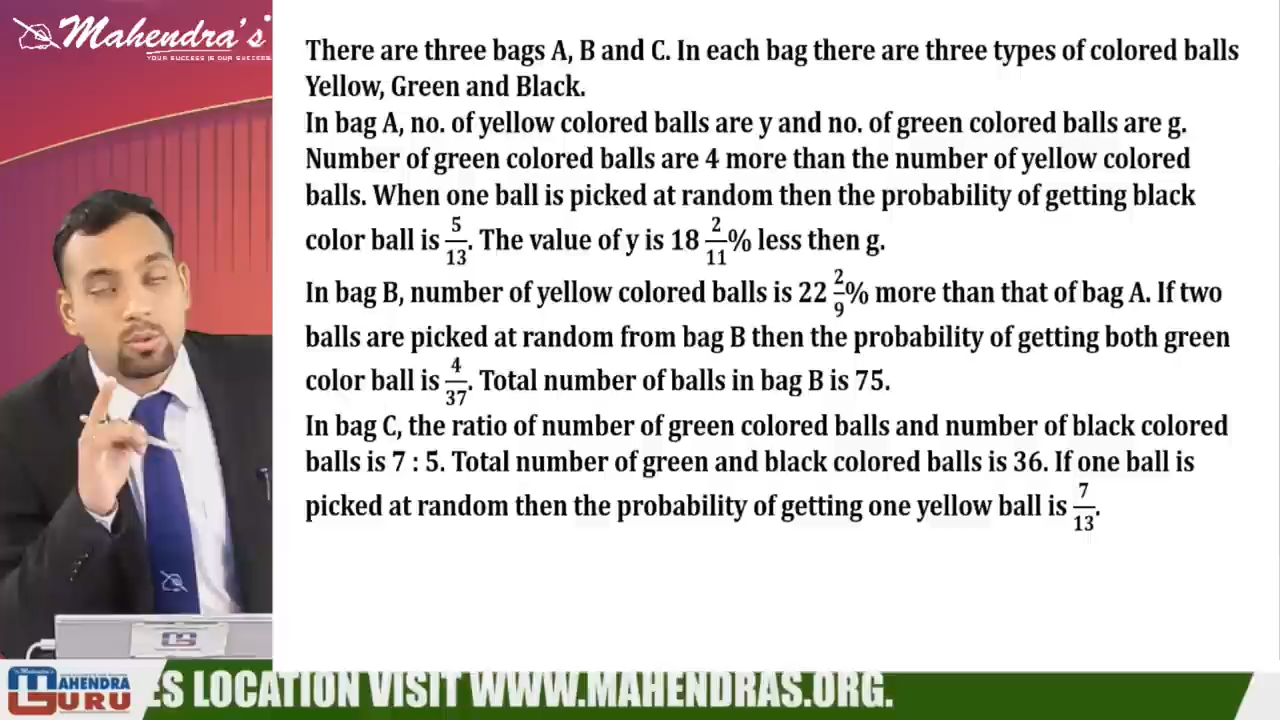 Mahendra's
YOUR SUCCESS IS OUR SUCCESS
There are three bags A, B and C. In each bag there are three types of colored balls
Yellow, Green and Black.
In bag A, no. of yellow colored balls are y and no. of green colored balls are g.
Number of green colored balls are 4 more than the number of yellow colored
balls. When one ball is picked at random then the probability of getting black
color ball is 5/13. The value of y is 18 2/11% less then g.
In bag B, number of yellow colored balls is 22 2/9% more than that of bag A. If two
balls are picked at random from bag B then the probability of getting both green
color ball is 4/37. Total number of balls in bag B is 75.
In bag C, the ratio of number of green colored balls and number of black colored
balls is 7 : 5. Total number of green and black colored balls is 36. If one ball is
picked at random then the probability of getting one yellow ball is 7/13.
MAHENDRA
GURU
ES LOCATION VISIT WWW.MAHENDRAS.ORG.